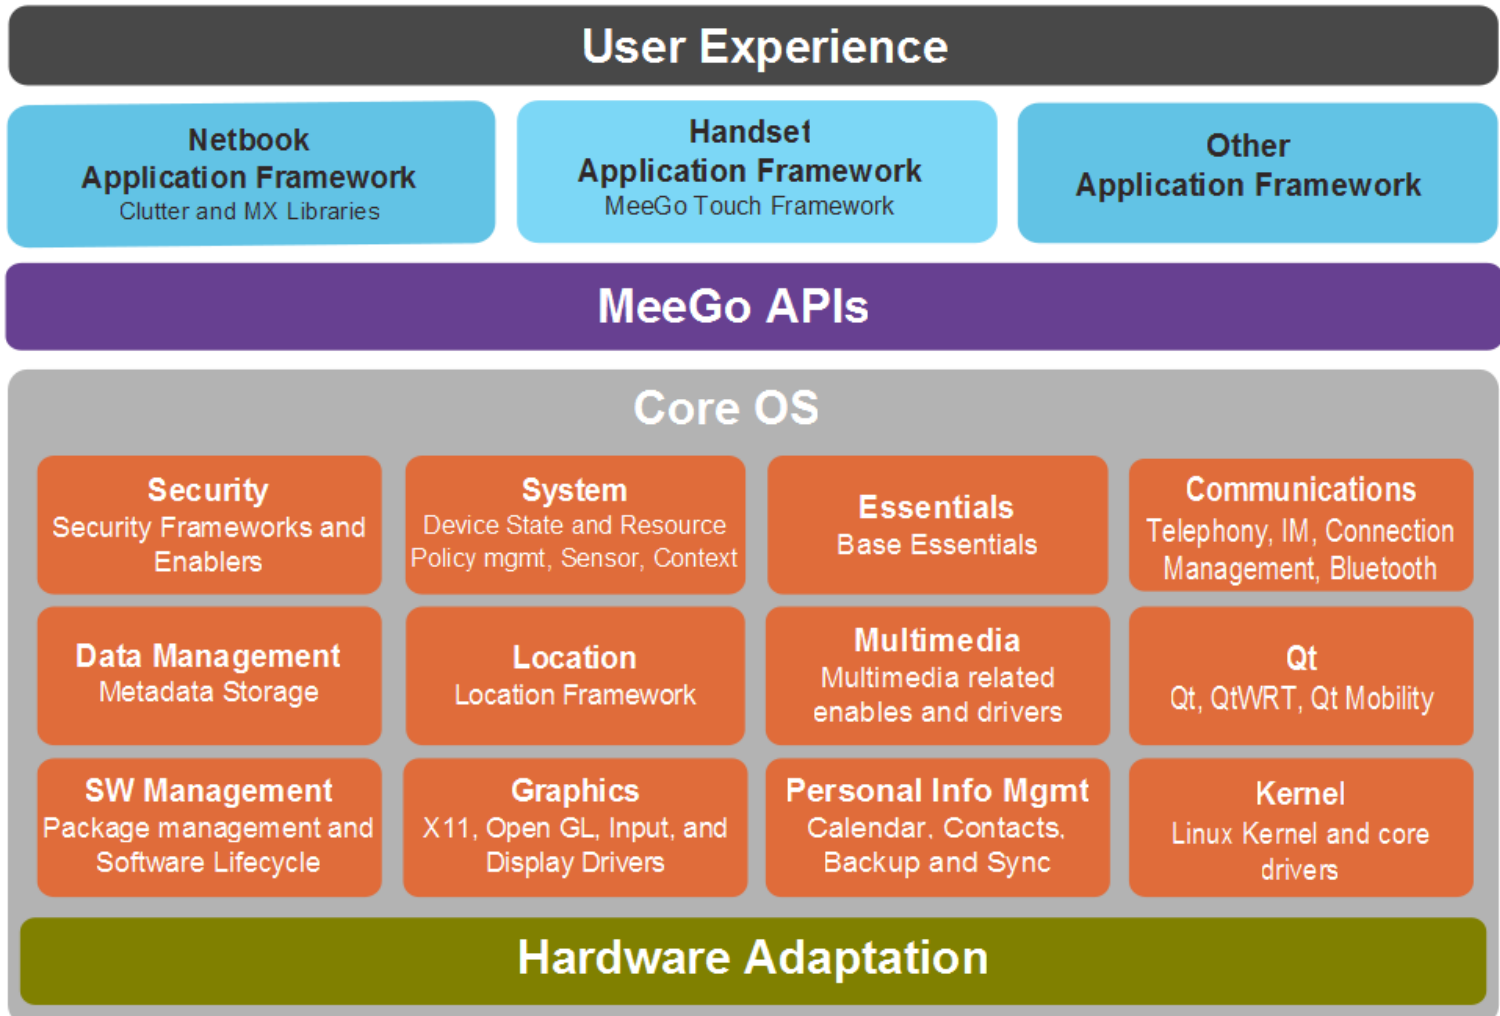 User Experience
Netbook
Application Framework
Clutter and MX Libraries
Handset
Application Framework
MeeGo Touch Framework
Other
Application Framework
MeeGo APIs
Core OS
Security
Security Frameworks and
Enablers
System
Device State and Resource
Policy mgmt, Sensor, Context
Essentials
Base Essentials
Communications
Telephony, IM, Connection
Management, Bluetooth
Data Management
Metadata Storage
Location
Location Framework
Multimedia
Multimedia related
enables and drivers
Qt
Qt, QtWRT, Qt Mobility
SW Management
Package management and
Software Lifecycle
Graphics
X11, Open GL, Input, and
Display Drivers
Personal Info Mgmt
Calendar, Contacts,
Backup and Sync
Kernel
Linux Kernel and core
drivers
Hardware Adaptation